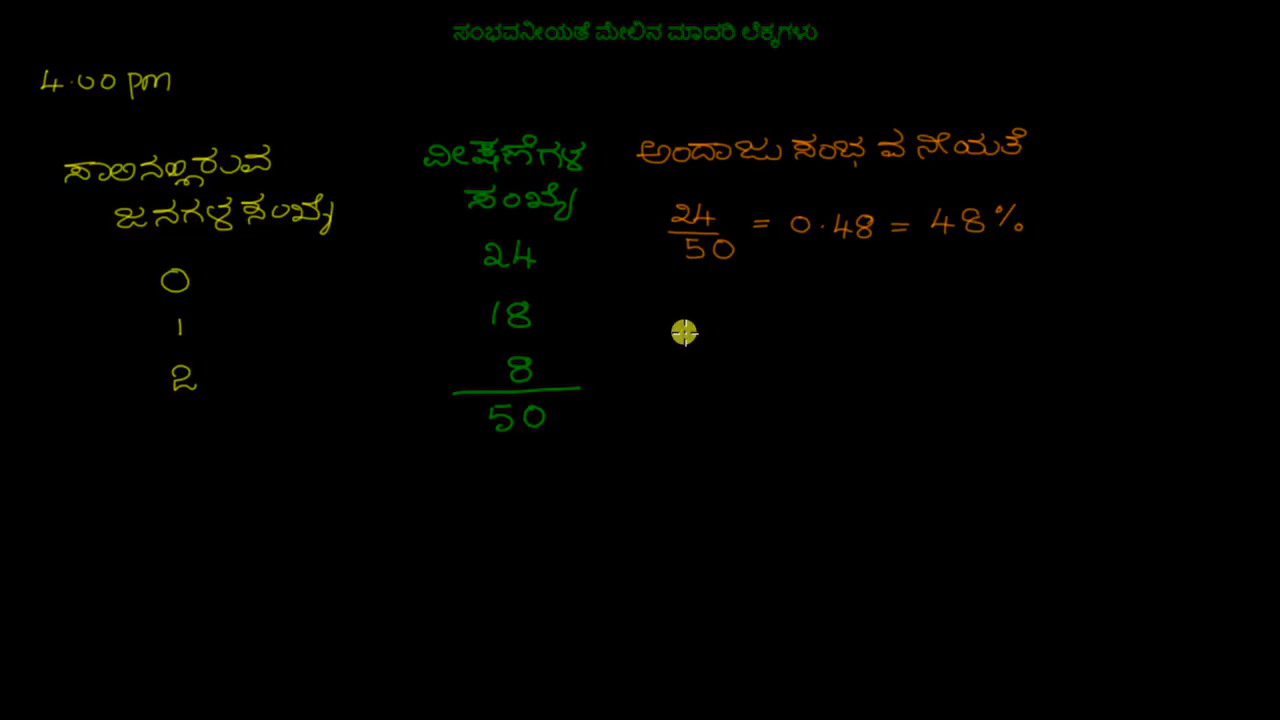 ಸಂಭವನೀಯತೆ ಮೇಲಿನ ಮಾದರಿ ಲೆಕ್ಕಗಳು
4.00 pm
ಸಾಲಿನಲ್ಲಿರುವ
ಜನಗಳ ಸಂಖ್ಯೆ
0
1
2
ವೀಕ್ಷಣೆಗಳ
ಸಂಖ್ಯೆ
24
18
8
50
ಅಂದಾಜು ಸಂಭವನೀಯತೆ
24/50 = 0.48 = 48%